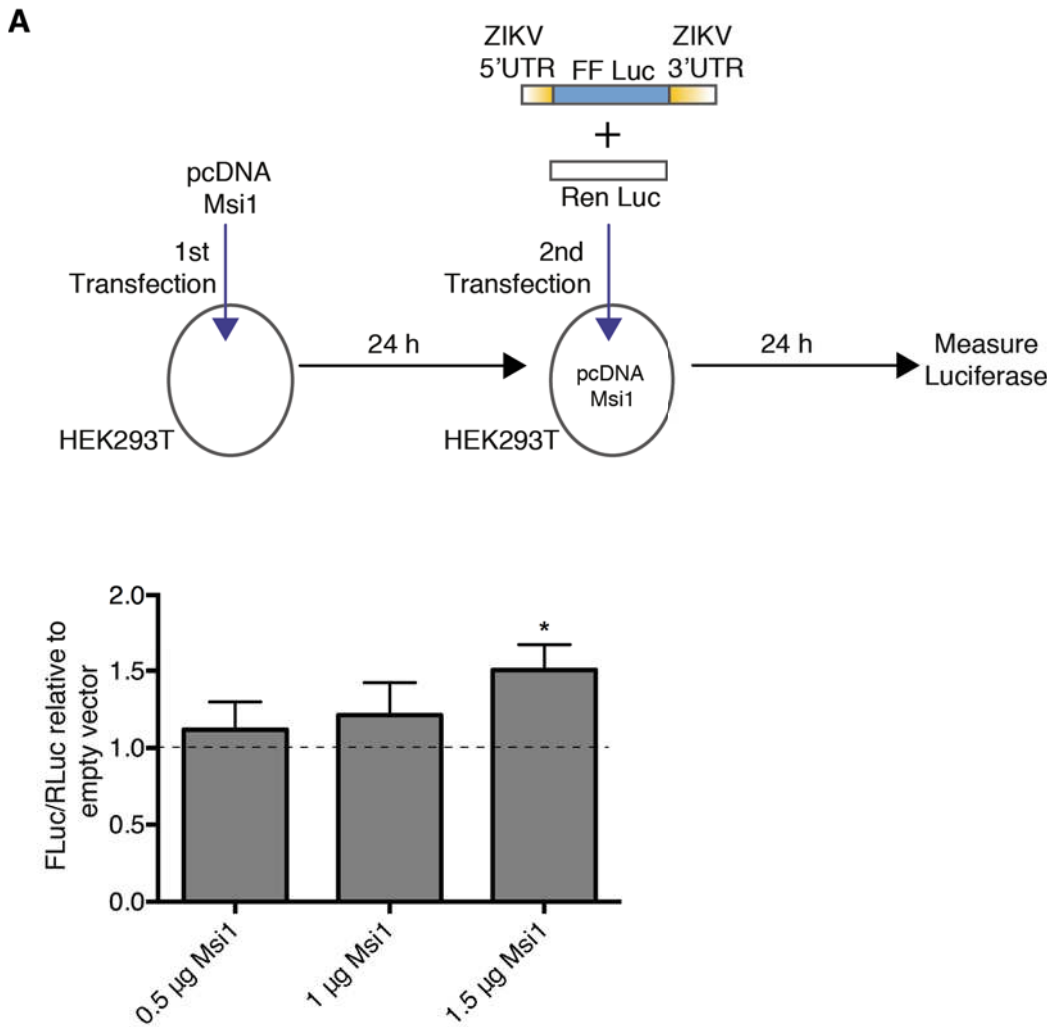 A
ZIKV
5'UTR
FF Luc
ZIKV
3'UTR
+
Ren Luc
pcDNA
Msi1
1st
Transfection
2nd
Transfection
24 h
pcDNA
Msi1
24 h
Measure
Luciferase
HEK293T
HEK293T
FLuc/RLuc relative to
empty vector
2.0
1.5
1.0
0.5
0.0
*
0.5 µg Msi1
1 µg Msi1
1.5 µg Msi1